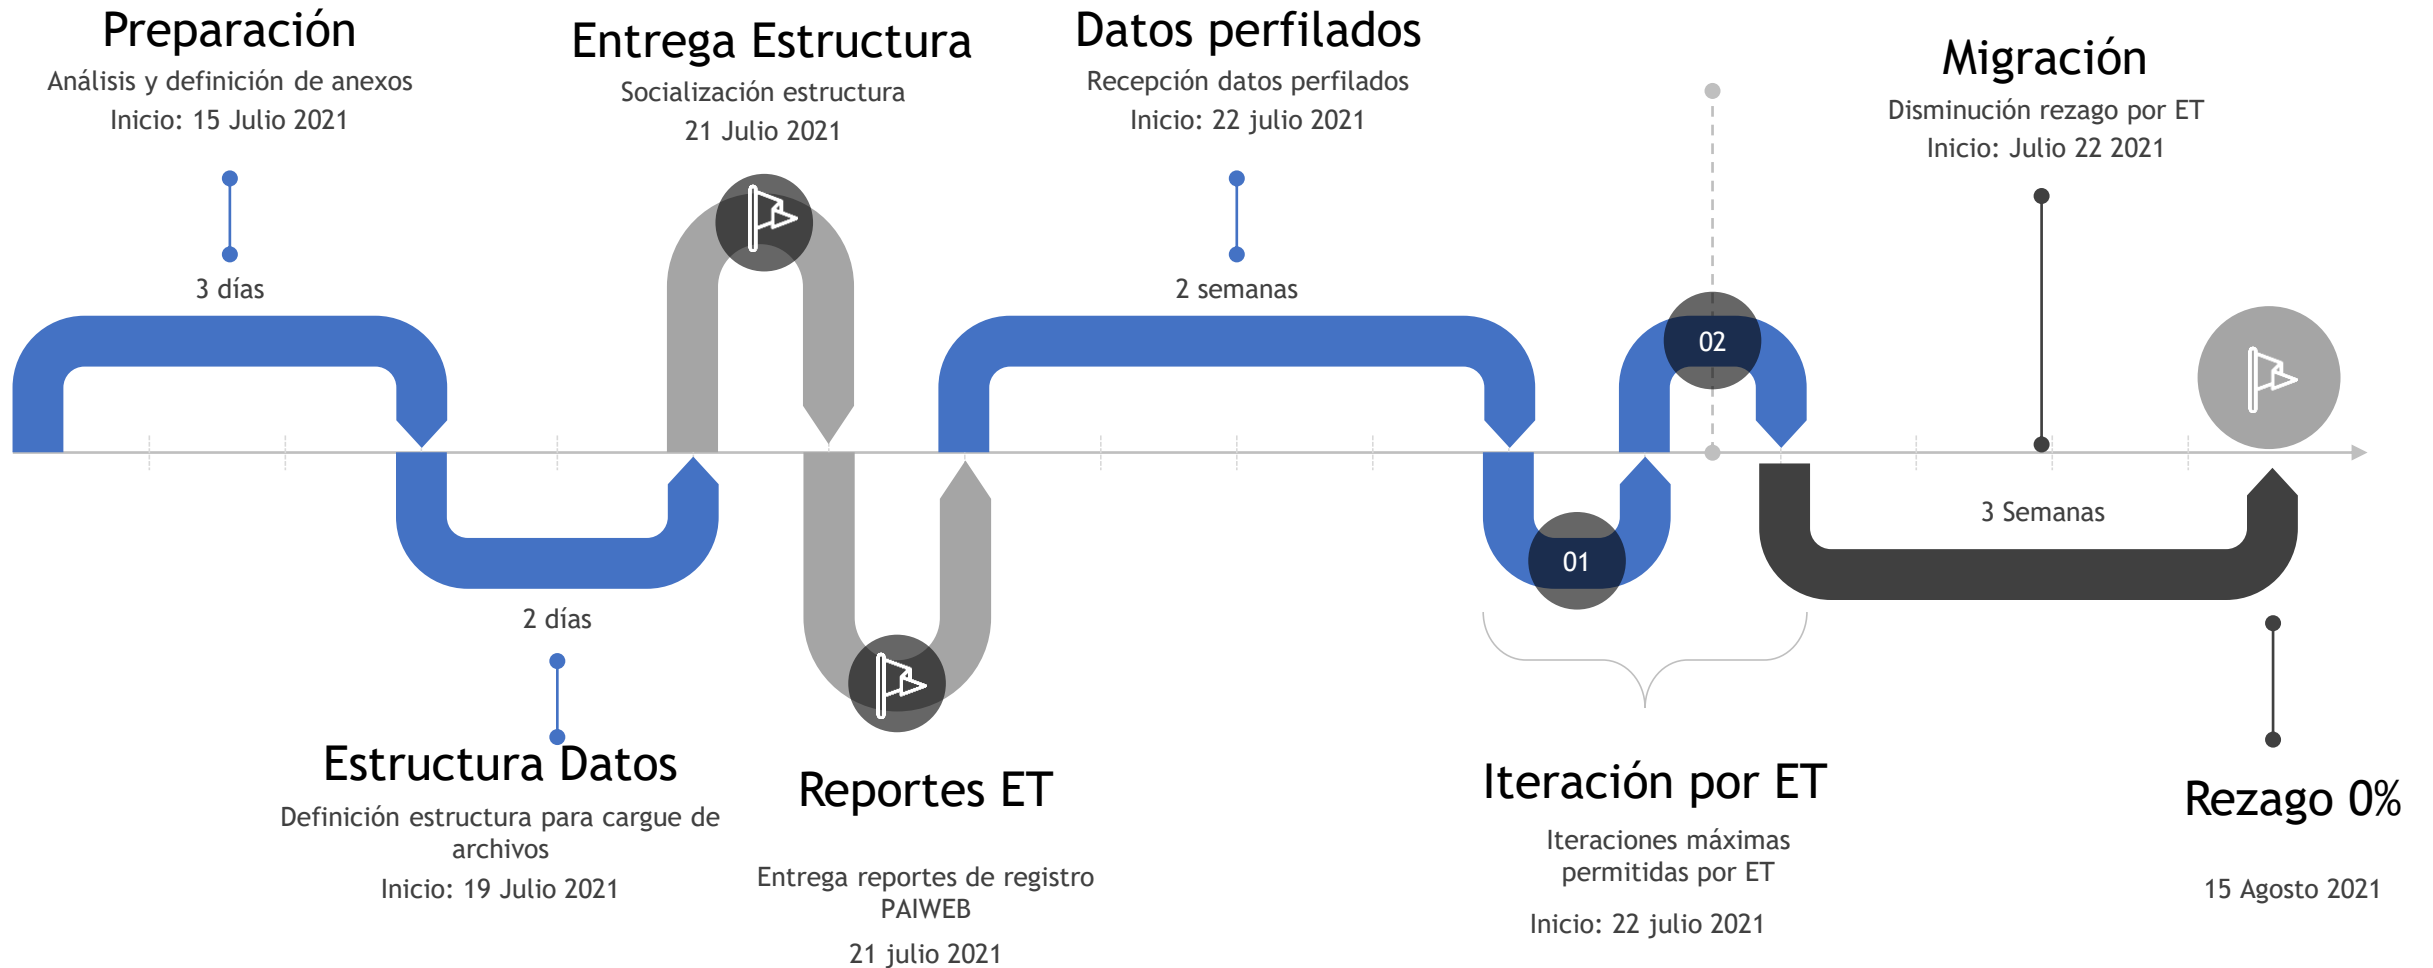 Preparación
Análisis y definición de anexos
Inicio: 15 Julio 2021
3 días
Entrega Estructura
Socialización estructura
21 Julio 2021
Datos perfilados
Recepción datos perfilados
Inicio: 22 julio 2021
2 semanas
Migración
Disminución rezago por ET
Inicio: Julio 22 2021
02
01
3 Semanas
2 días
Estructura Datos
Definición estructura para cargue de
archivos
Inicio: 19 Julio 2021
Reportes ET
Entrega reportes de registro
PAIWEB
21 julio 2021
Iteración por ET
Iteraciones máximas
permitidas por ET
Inicio: 22 julio 2021
Rezago 0%
15 Agosto 2021